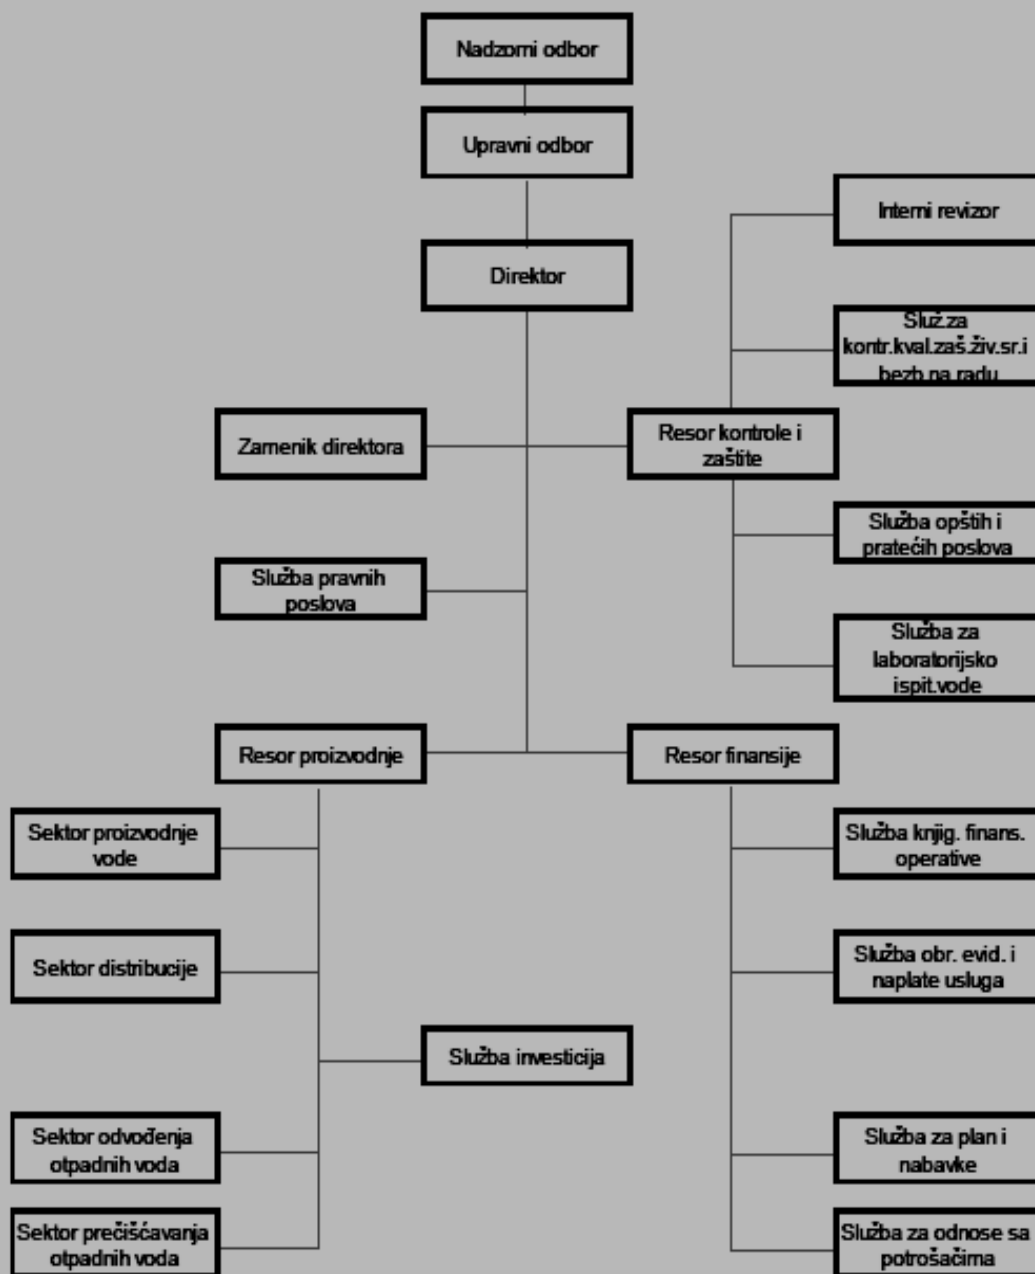 Nadzorni odbor
Upravni odbor
Interni revizor
Direktor
Služ.za
kontr.kval.zaš.živ.sr.i
bezb.na radu
Zamenik direktora
Resor kontrole i
zaštite
Služba opštih i
pratećih poslova
Služba pravnih
poslova
Služba za
laboratorijsko
ispit.vode
Resor proizvodnje
Resor finansije
Sektor proizvodnje
vode
Služba knjig. finans.
operative
Sektor distribucije
Služba obr. evid. i
naplate usluga
Služba investicija
Sektor odvođenja
otpadnih voda
Služba za plan i
nabavke
Sektor prečišćavanja
otpadnih voda
Služba za odnose sa
potrošačima